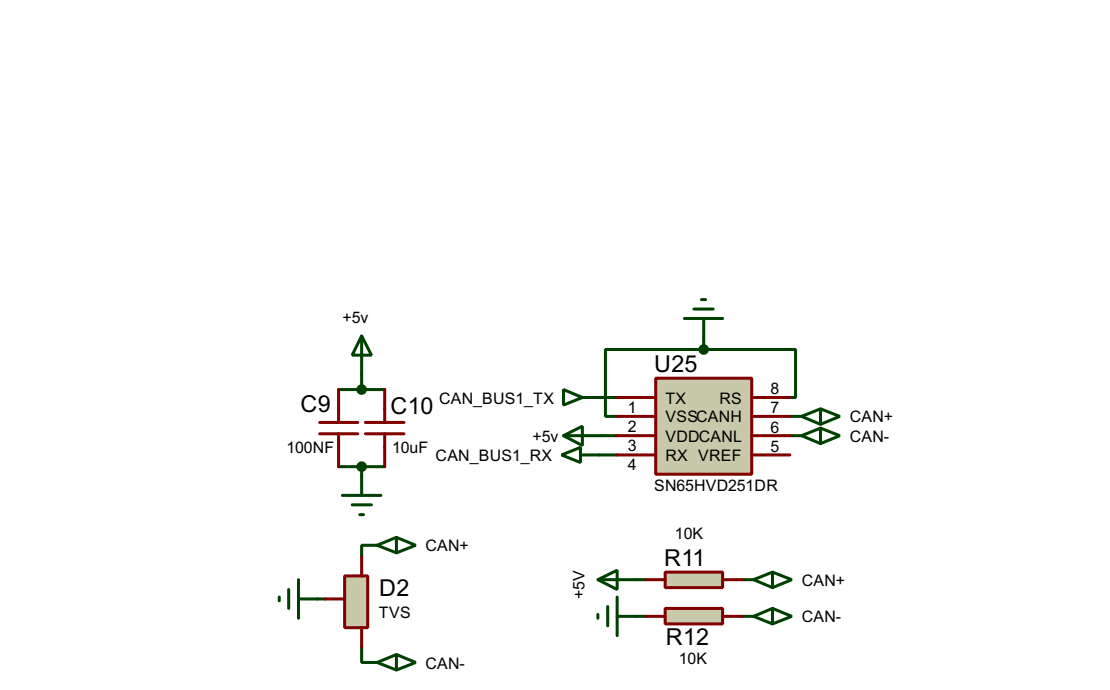 +5v
C9
C10
100NF
10uF
U25
CAN_BUS1_TX
TX
RS
1
8
VSS
CANH
2
7
CAN+
+5v
VDD
CANL
3
6
CAN-
CAN_BUS1_RX
RX
VREF
4
5
SN65HVD251DR
CAN+
D2
TVS
CAN-
10K
R11
+5V
CAN+
CAN-
R12
10K